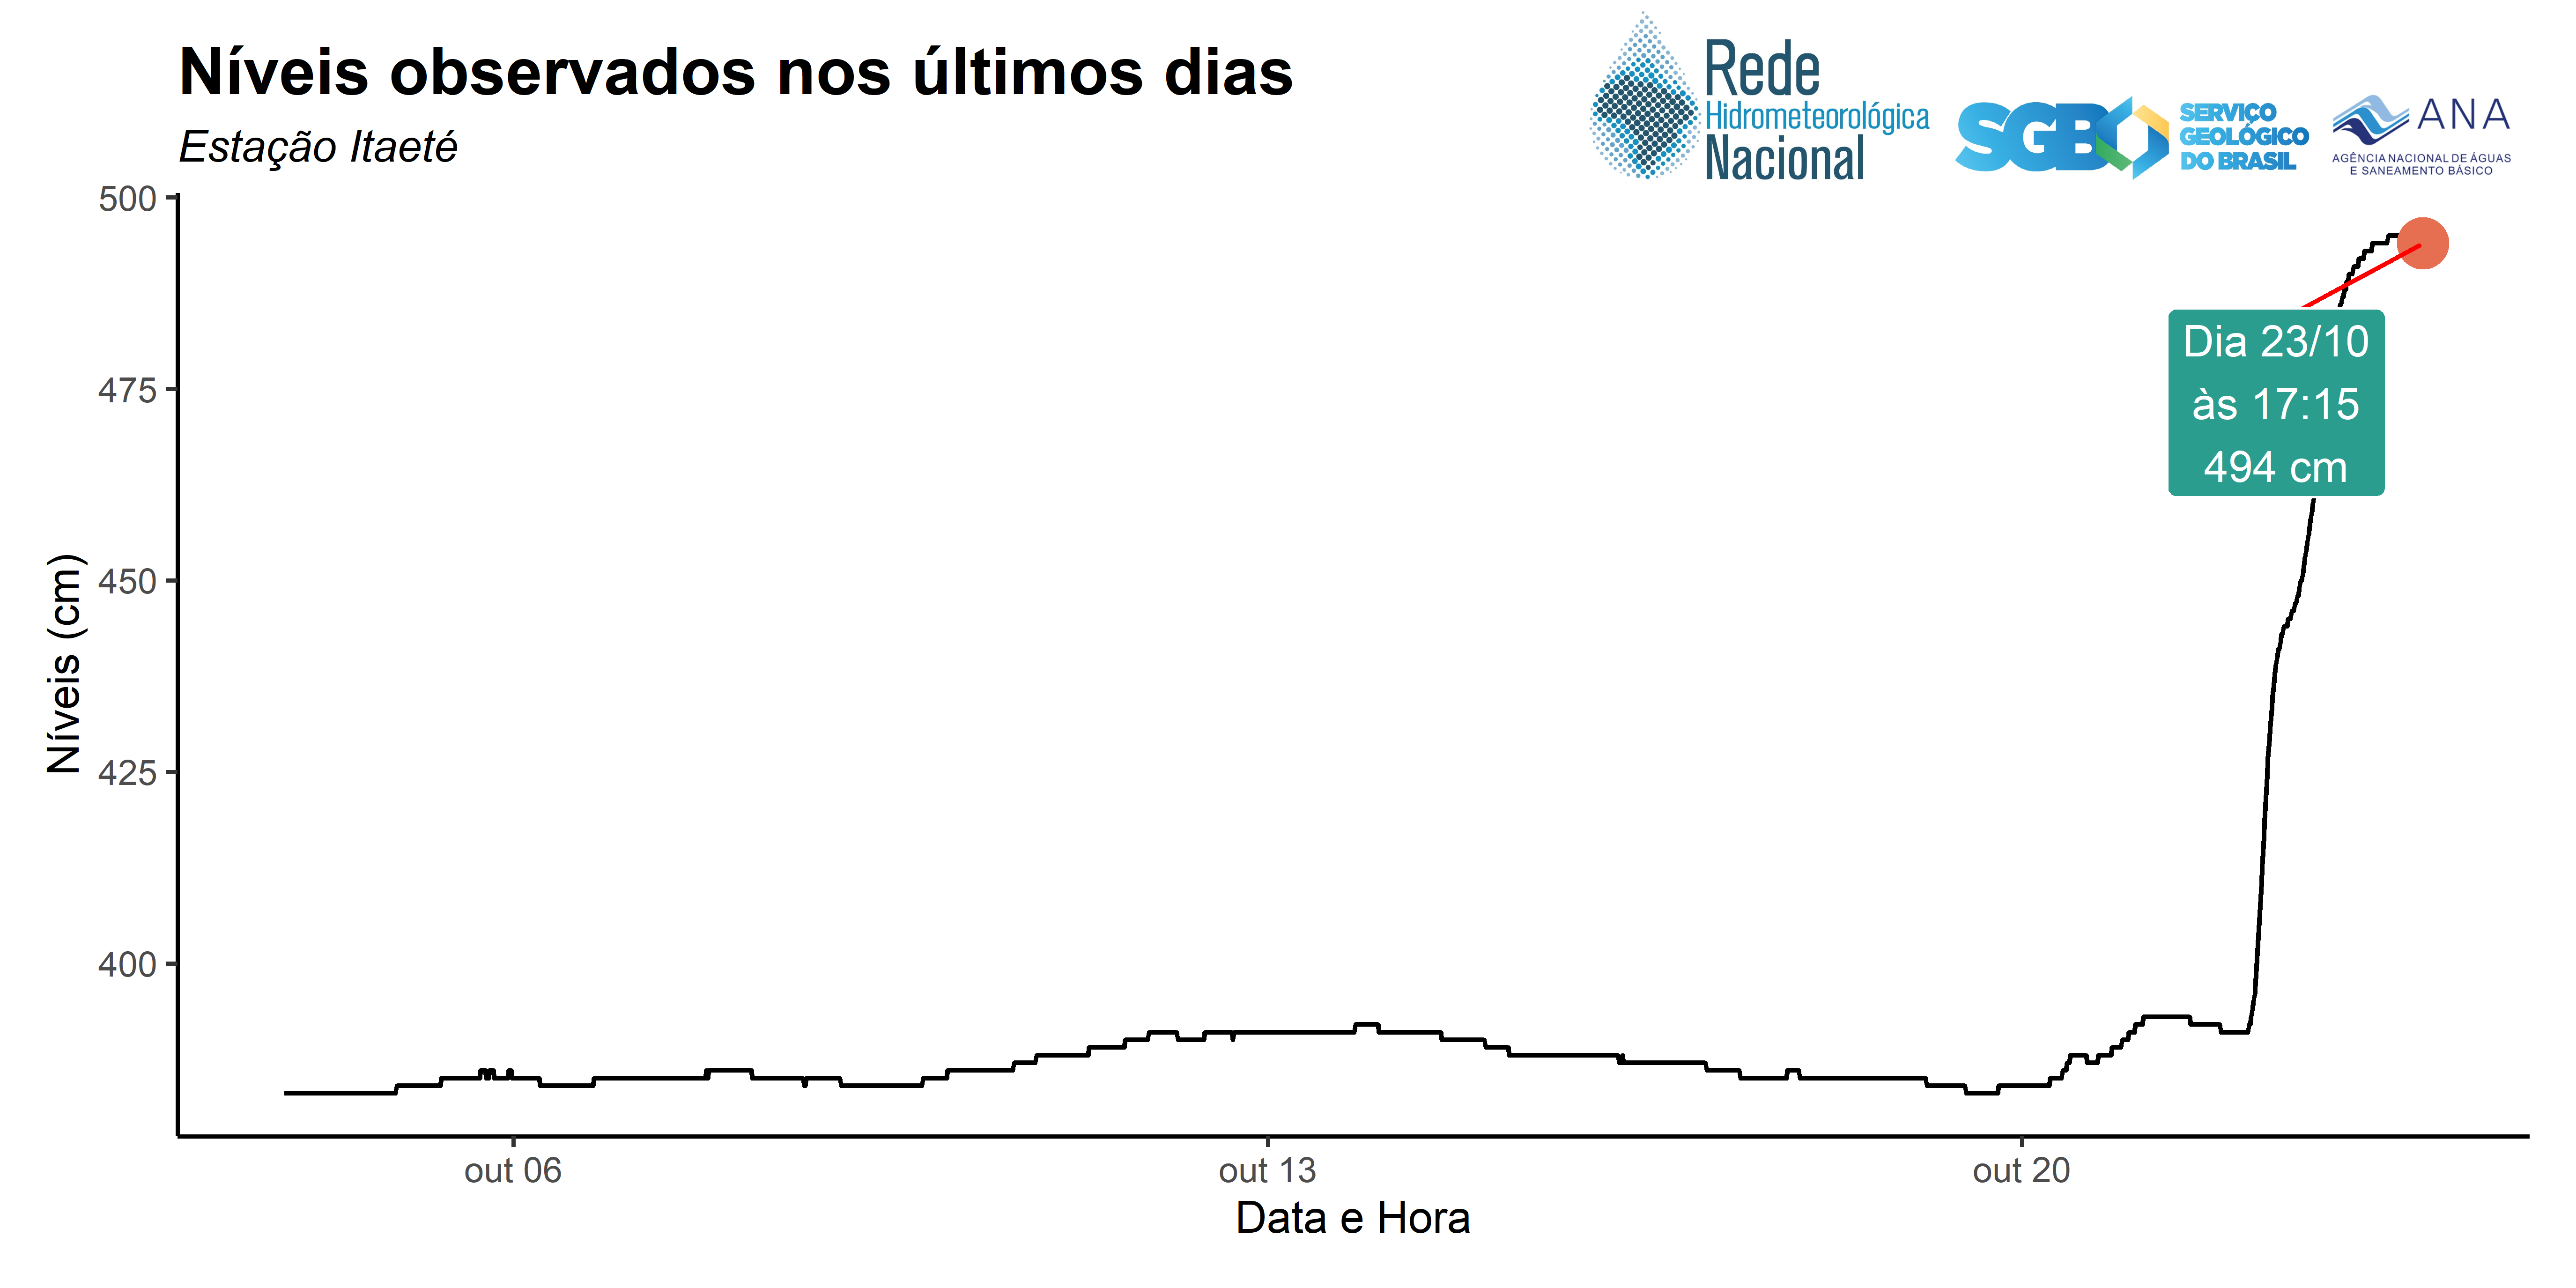 Níveis observados nos últimos dias
Estação Itaeté
Rede
Hidrometeorológica
Nacional
SGB
SERVIÇO
GEOLÓGICO
DO BRASIL
ANA
AGÊNCIA NACIONAL DE ÁGUAS
E SANEAMENTO BÁSICO
500
475
450
425
400
Níveis (cm)
Dia 23/10
às 17:15
494 cm
out 06
out 13
out 20
Data e Hora